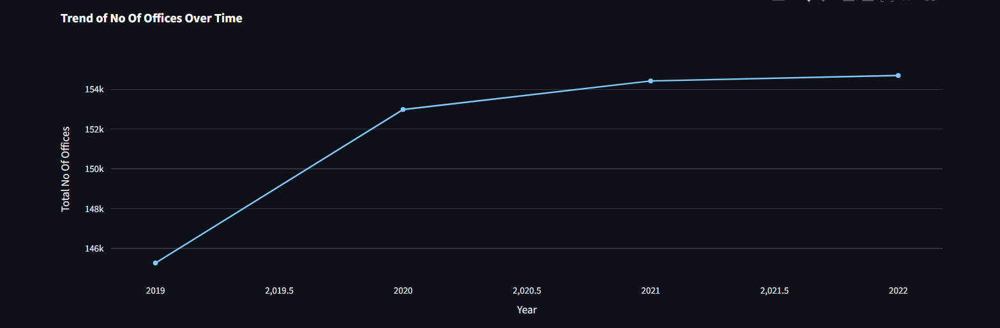 Trend of No Of Offices Over Time
154k
152k
150k
148k
146k
Total No Of Offices
2019 2,019.5 2020 2,020.5 2021 2,021.5 2022
Year